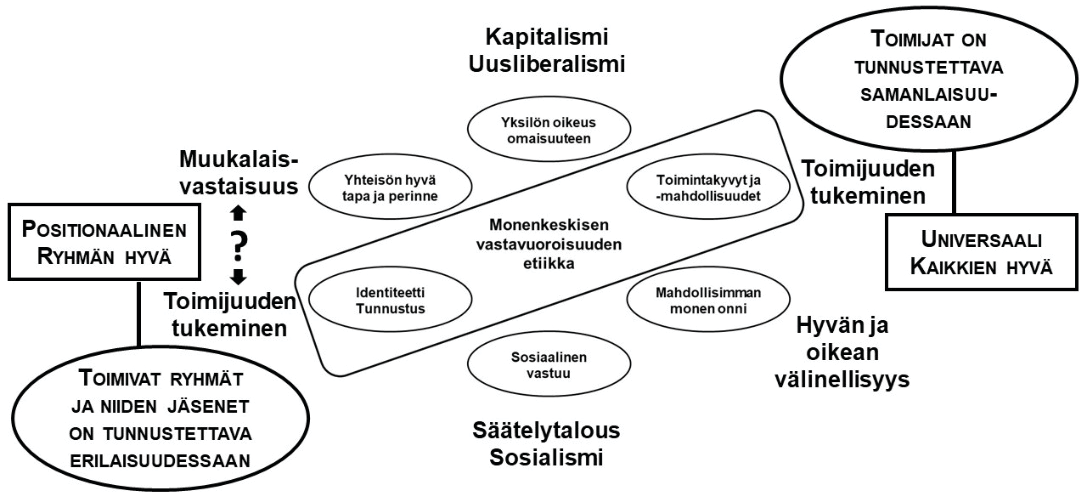 Kapitalismi
Uusliberalismi
TOIMIJAT ON
TUNNUSTETTAVA
SAMANLAISUU-
DESSAAN
Yksilön oikeus
omaisuuteen
Muukalais-
vastaisuus
Yhteisön hyvä
tapa ja perinne
Toimintakyvyt ja
-mahdollisuudet
Toimijuuden
tukeminen
POSITIONAALINEN
RYHMÄN HYVÄ
?
Monenkeskisen
vastavuoroisuuden
etiikka
UNIVERSAALI
KAIKKIEN HYVÄ
Toimijuuden
tukeminen
Identiteetti
Tunnustus
Mahdollisimman
monen onni
Hyvän ja
oikean
välinellisyys
Sosiaalinen
vastuu
TOIMIVAT RYHMÄT
JA NIIDEN JÄSENET
ON TUNNUSTETTAVA
ERILAISUUDESSAAN
Säätelytalous
Sosialismi